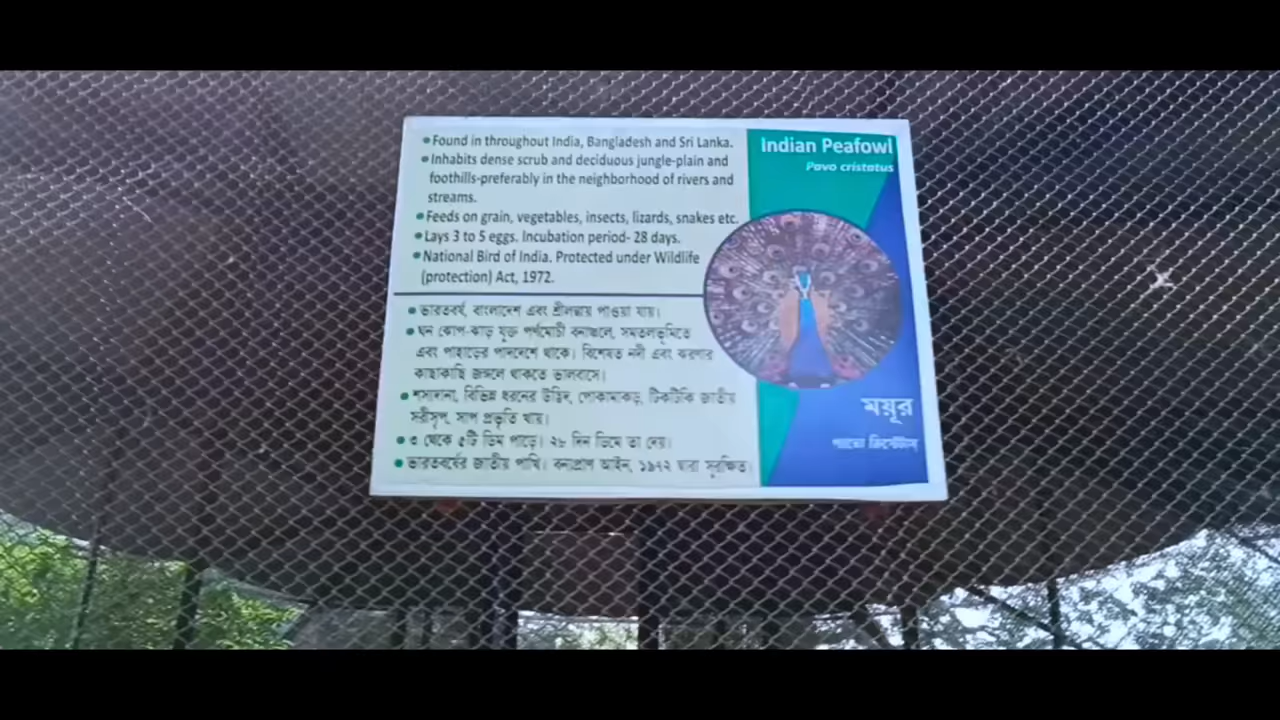 •Found in throughout India, Bangladesh and Sri Lanka.
•Inhabits dense scrub and deciduous jungle-plain and
foothills-preferably in the neighborhood of rivers and
streams.
•Feeds on grain, vegetables, insects, lizards, snakes etc.
•Lays 3 to 5 eggs. Incubation period- 28 days.
•National Bird of India. Protected under Wildlife
(protection) Act, 1972.
•ভারতবর্ষ, বাংলাদেশ এবং শ্রীলঙ্কায় পাওয়া যায়।
•ঘন ঝোপ-ঝাড় যুক্ত পর্ণমোচী বনাঞ্চলে, সমতলভূমিতে
এবং পাহাড়ের পাদদেশে থাকে। বিশেষত নদী এবং ঝরণার
কাছাকাছি জঙ্গলে থাকতে ভালবাসে।
•শস্যদানা, বিভিন্ন ধরনের উদ্ভিদ, পোকামাকড়, টিকটিকি জাতীয়
সরীসৃপ, সাপ প্রভৃতি খায়।
•৩ থেকে ৫টি ডিম পাড়ে। ২৮ দিন ডিমে তা দেয়।
•ভারতবর্ষের জাতীয় পাখি। বন্যপ্রাণ আইন, ১৯৭২ দ্বারা সুরক্ষিত।
Indian Peafowl
Pavo cristatus
ময়ূর
প্যাভো ক্রিস্টেটাস্